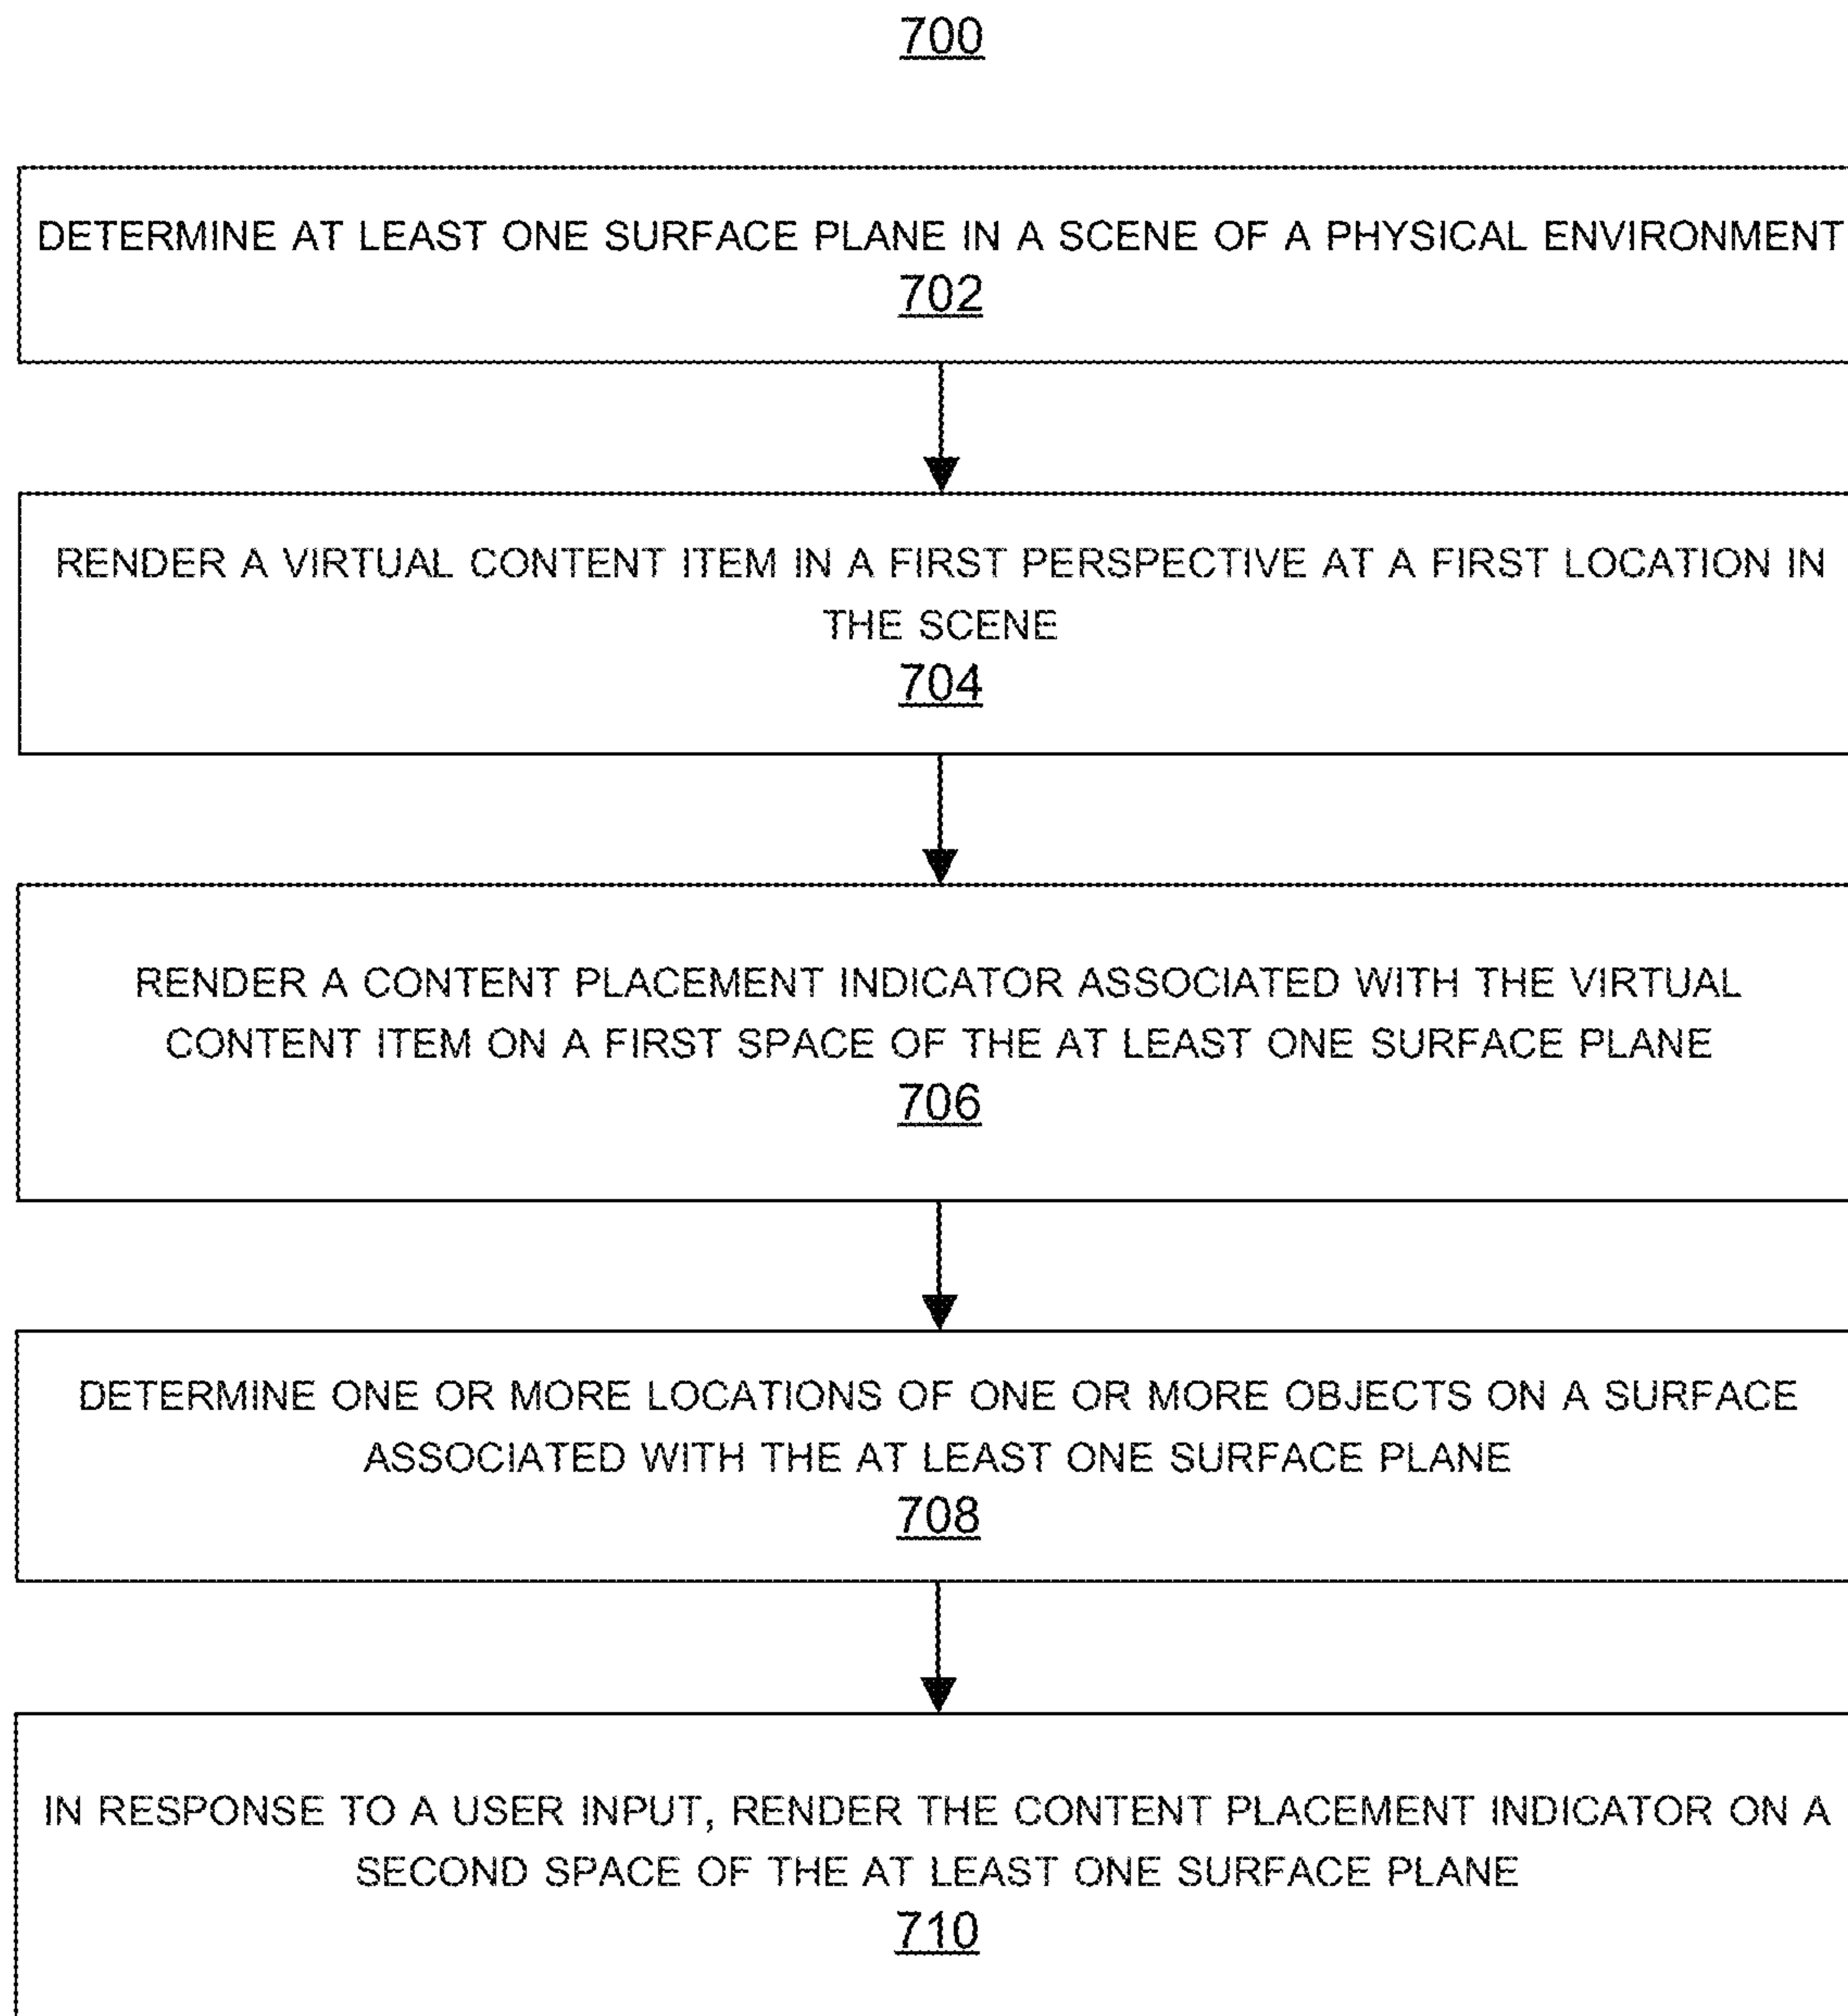 700
DETERMINE AT LEAST ONE SURFACE PLANE IN A SCENE OF A PHYSICAL ENVIRONMENT
702
RENDER A VIRTUAL CONTENT ITEM IN A FIRST PERSPECTIVE AT A FIRST LOCATION IN
THE SCENE
704
RENDER A CONTENT PLACEMENT INDICATOR ASSOCIATED WITH THE VIRTUAL
CONTENT ITEM ON A FIRST SPACE OF THE AT LEAST ONE SURFACE PLANE
706
DETERMINE ONE OR MORE LOCATIONS OF ONE OR MORE OBJECTS ON A SURFACE
ASSOCIATED WITH THE AT LEAST ONE SURFACE PLANE
708
IN RESPONSE TO A USER INPUT, RENDER THE CONTENT PLACEMENT INDICATOR ON A
SECOND SPACE OF THE AT LEAST ONE SURFACE PLANE
710